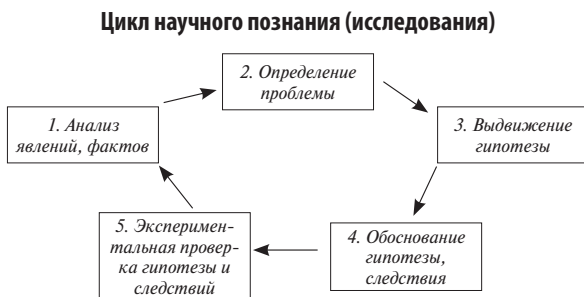 Цикл научного познания (исследования)
1. Анализ
явлений, фактов
2. Определение
проблемы
3. Выдвижение
гипотезы
4. Обоснование
гипотезы,
следствия
5. Эксперимен-
тальная провер-
ка гипотезы и
следствий